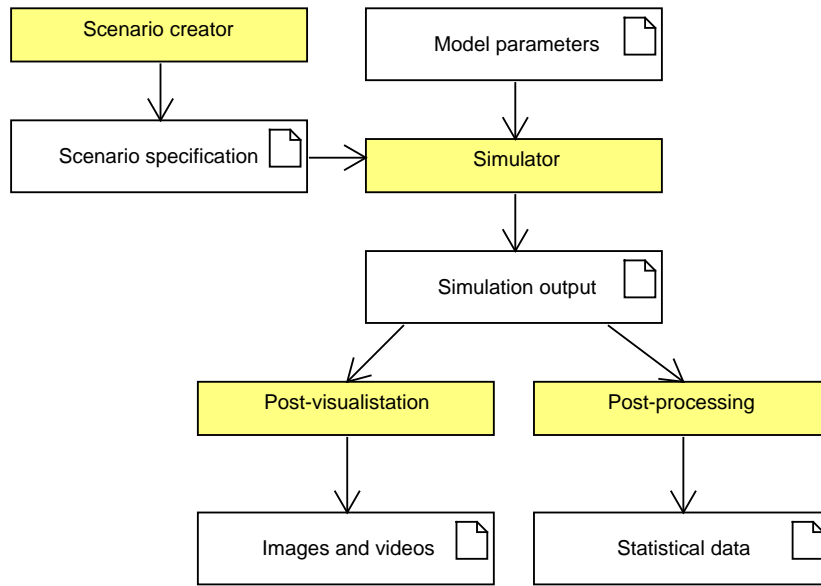 Scenario creator
Model parameters
Scenario specification
Simulator
Simulation output
Post-visualistation
Post-processing
Images and videos
Statistical data